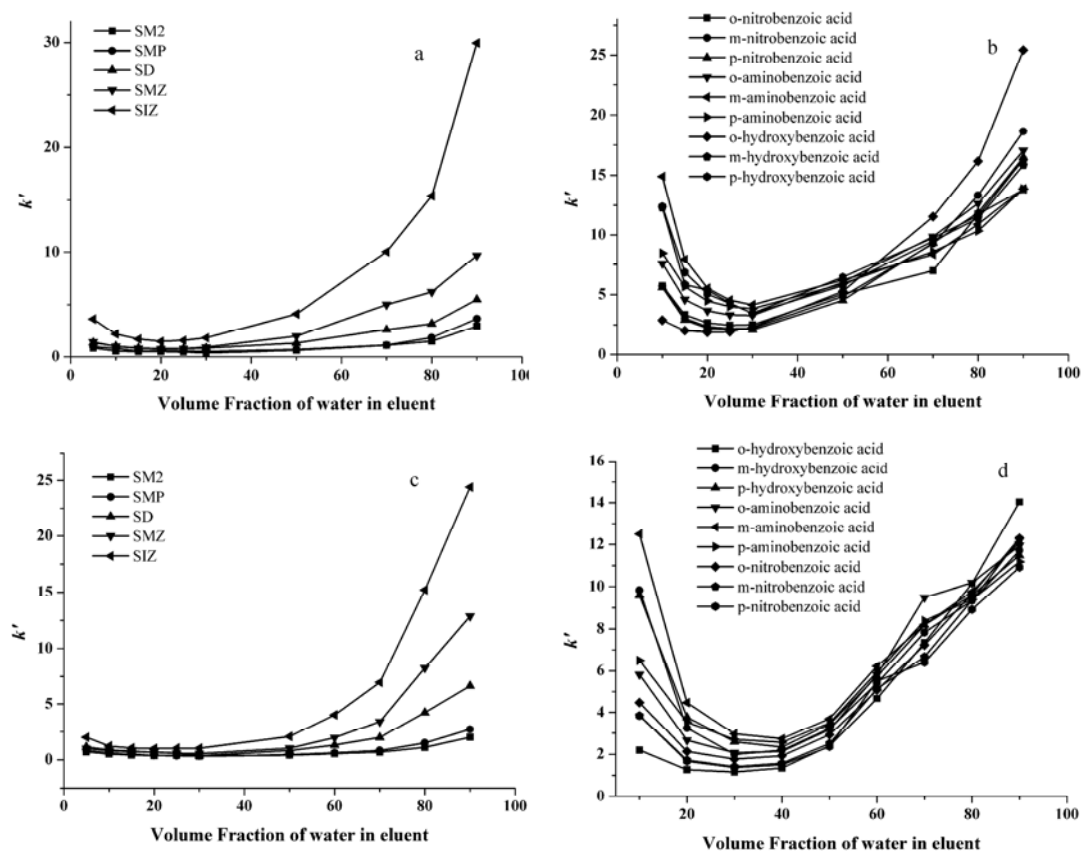 a
SM2
SMP
SD
SMZ
SIZ
k'
30
20
10
0
0
20
40
60
80
100
Volume Fraction of water in eluent
b
o-nitrobenzoic acid
m-nitrobenzoic acid
p-nitrobenzoic acid
o-aminobenzoic acid
m-aminobenzoic acid
p-aminobenzoic acid
o-hydroxybenzoic acid
m-hydroxybenzoic acid
p-hydroxybenzoic acid
k'
25
20
15
10
5
0
0
20
40
60
80
100
Volume Fraction of water in eluent
c
SM2
SMP
SD
SMZ
SIZ
k'
25
20
15
10
5
0
0
20
40
60
80
100
Volume Fraction of water in eluent
d
o-hydroxybenzoic acid
m-hydroxybenzoic acid
p-hydroxybenzoic acid
o-aminobenzoic acid
m-aminobenzoic acid
p-aminobenzoic acid
o-nitrobenzoic acid
m-nitrobenzoic acid
p-nitrobenzoic acid
k'
16
14
12
10
8
6
4
2
0
20
40
60
80
100
Volume Fraction of water in eluent